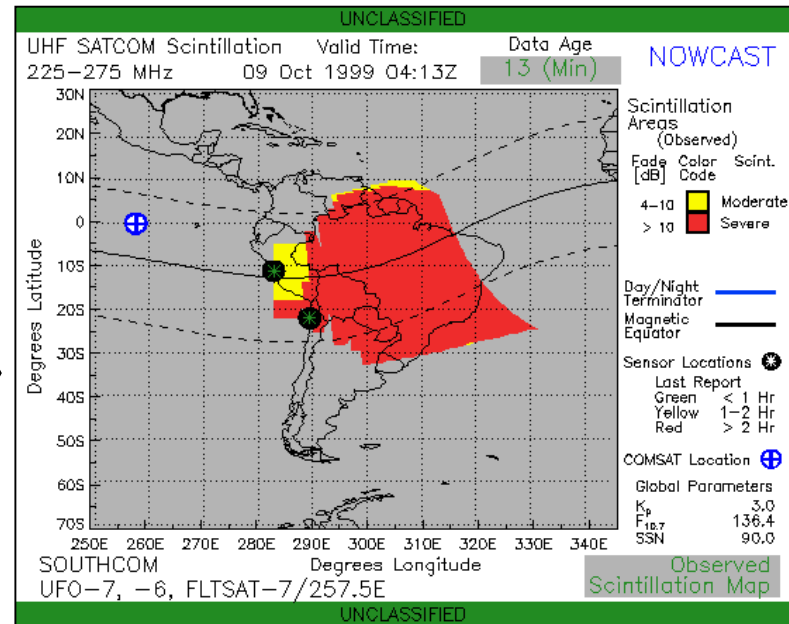 UNCLASSIFIED
UHF SATCOM Scintillation Valid Time: Data Age NOWCAST
225-275 MHz 09 Oct 1999 04:13Z 13 (Min)
30N
20N
10N
0
10S
20S
30S
40S
50S
60S
70S
Degrees Latitude
250E 260E 270E 280E 290E 300E 310E 320E 330E 340E
Degrees Longitude
Scintillation
Areas
(Observed)
Fade Color Scint.
[dB] Code
4-10 Moderate
> 10 Severe
Day/Night
Terminator
Magnetic
Equator
Sensor Locations
Last Report
Green < 1 Hr
Yellow 1-2 Hr
Red > 2 Hr
COMSAT Location
Global Parameters
Kp 3.0
F10.7 136.4
SSN 90.0
SOUTHCOM
UFO-7, -6, FLTSAT-7/257.5E
Observed
Scintillation Map
UNCLASSIFIED